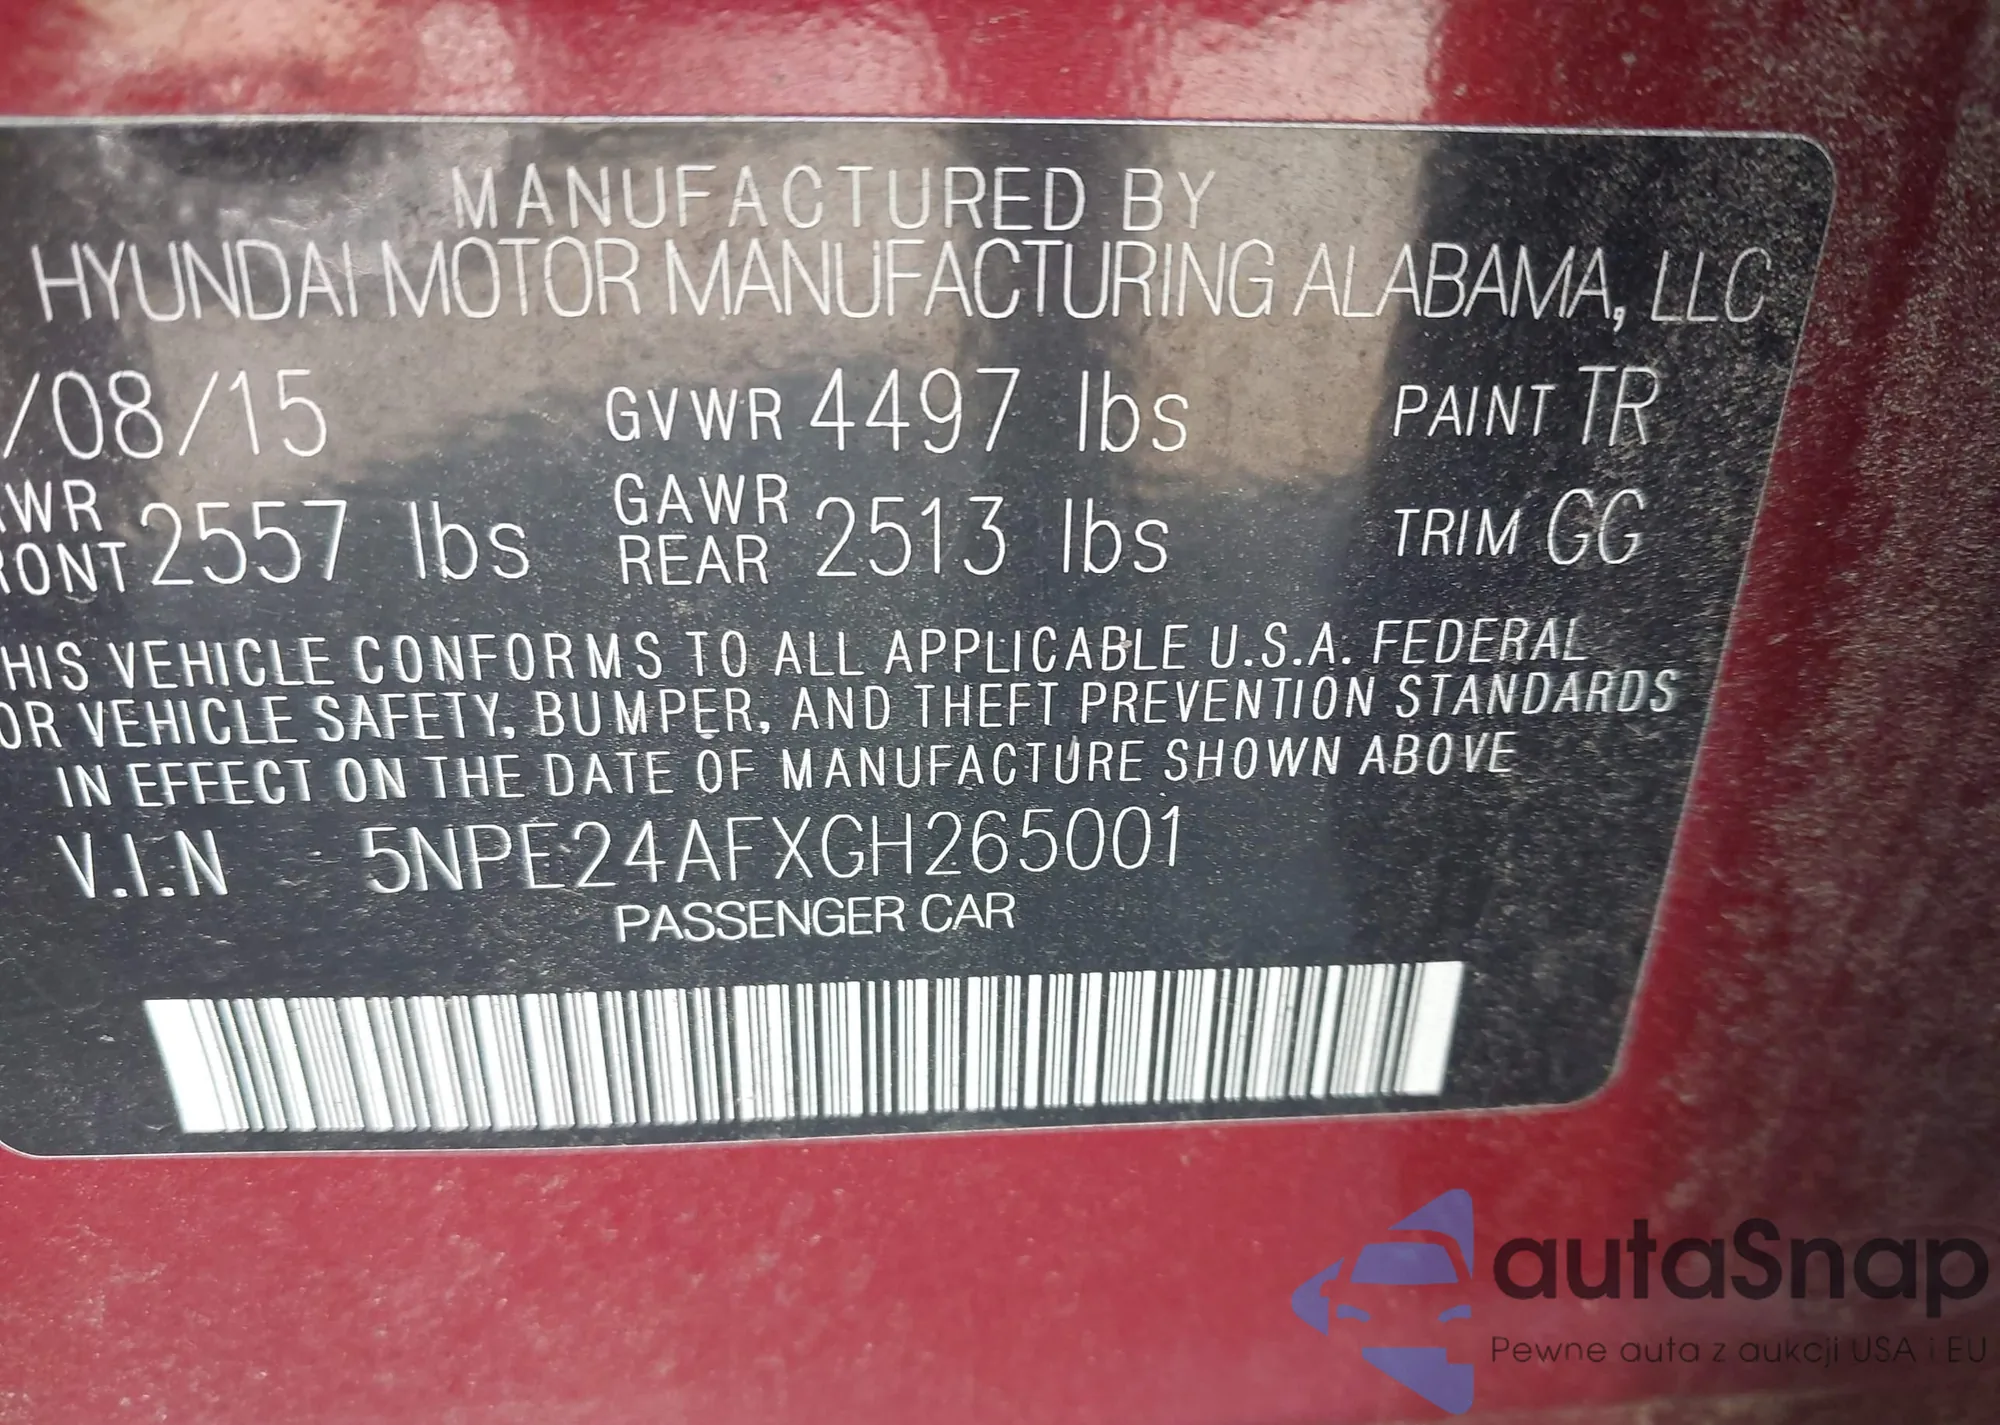 MANUFACTURED BY
HYUNDAI MOTOR MANUFACTURING ALABAMA, LLC
/08/15 GVWR 4497 lbs PAINT TR
WR FRONT 2557 lbs GAWR REAR 2513 lbs TRIM GG
HIS VEHICLE CONFORMS TO ALL APPLICABLE U.S.A. FEDERAL
OR VEHICLE SAFETY, BUMPER, AND THEFT PREVENTION STANDARDS
IN EFFECT ON THE DATE OF MANUFACTURE SHOWN ABOVE
V.I.N 5NPE24AFXGH265001
PASSENGER CAR
autaSnap
Pewne auta z aukcji USA i EU